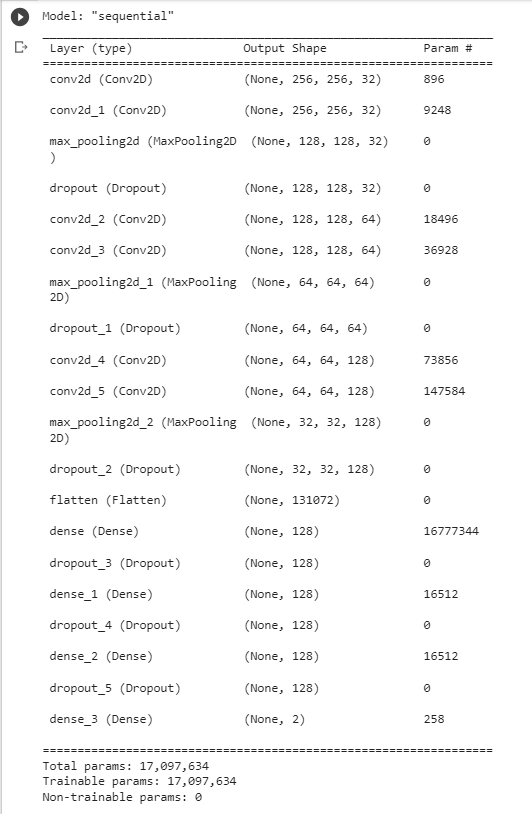 Model: "sequential"
Layer (type) Output Shape Param #
conv2d (Conv2D) (None, 256, 256, 32) 896
conv2d_1 (Conv2D) (None, 256, 256, 32) 9248
max_pooling2d (MaxPooling2D (None, 128, 128, 32) 0
)
dropout (Dropout) (None, 128, 128, 32) 0
conv2d_2 (Conv2D) (None, 128, 128, 64) 18496
conv2d_3 (Conv2D) (None, 128, 128, 64) 36928
max_pooling2d_1 (MaxPooling (None, 64, 64, 64) 0
2D)
dropout_1 (Dropout) (None, 64, 64, 64) 0
conv2d_4 (Conv2D) (None, 64, 64, 128) 73856
conv2d_5 (Conv2D) (None, 64, 64, 128) 147584
max_pooling2d_2 (MaxPooling (None, 32, 32, 128) 0
2D)
dropout_2 (Dropout) (None, 32, 32, 128) 0
flatten (Flatten) (None, 131072) 0
dense (Dense) (None, 128) 16777344
dropout_3 (Dropout) (None, 128) 0
dense_1 (Dense) (None, 128) 16512
dropout_4 (Dropout) (None, 128) 0
dense_2 (Dense) (None, 128) 16512
dropout_5 (Dropout) (None, 128) 0
dense_3 (Dense) (None, 2) 258
=================================================================
Total params: 17,097,634
Trainable params: 17,097,634
Non-trainable params: 0